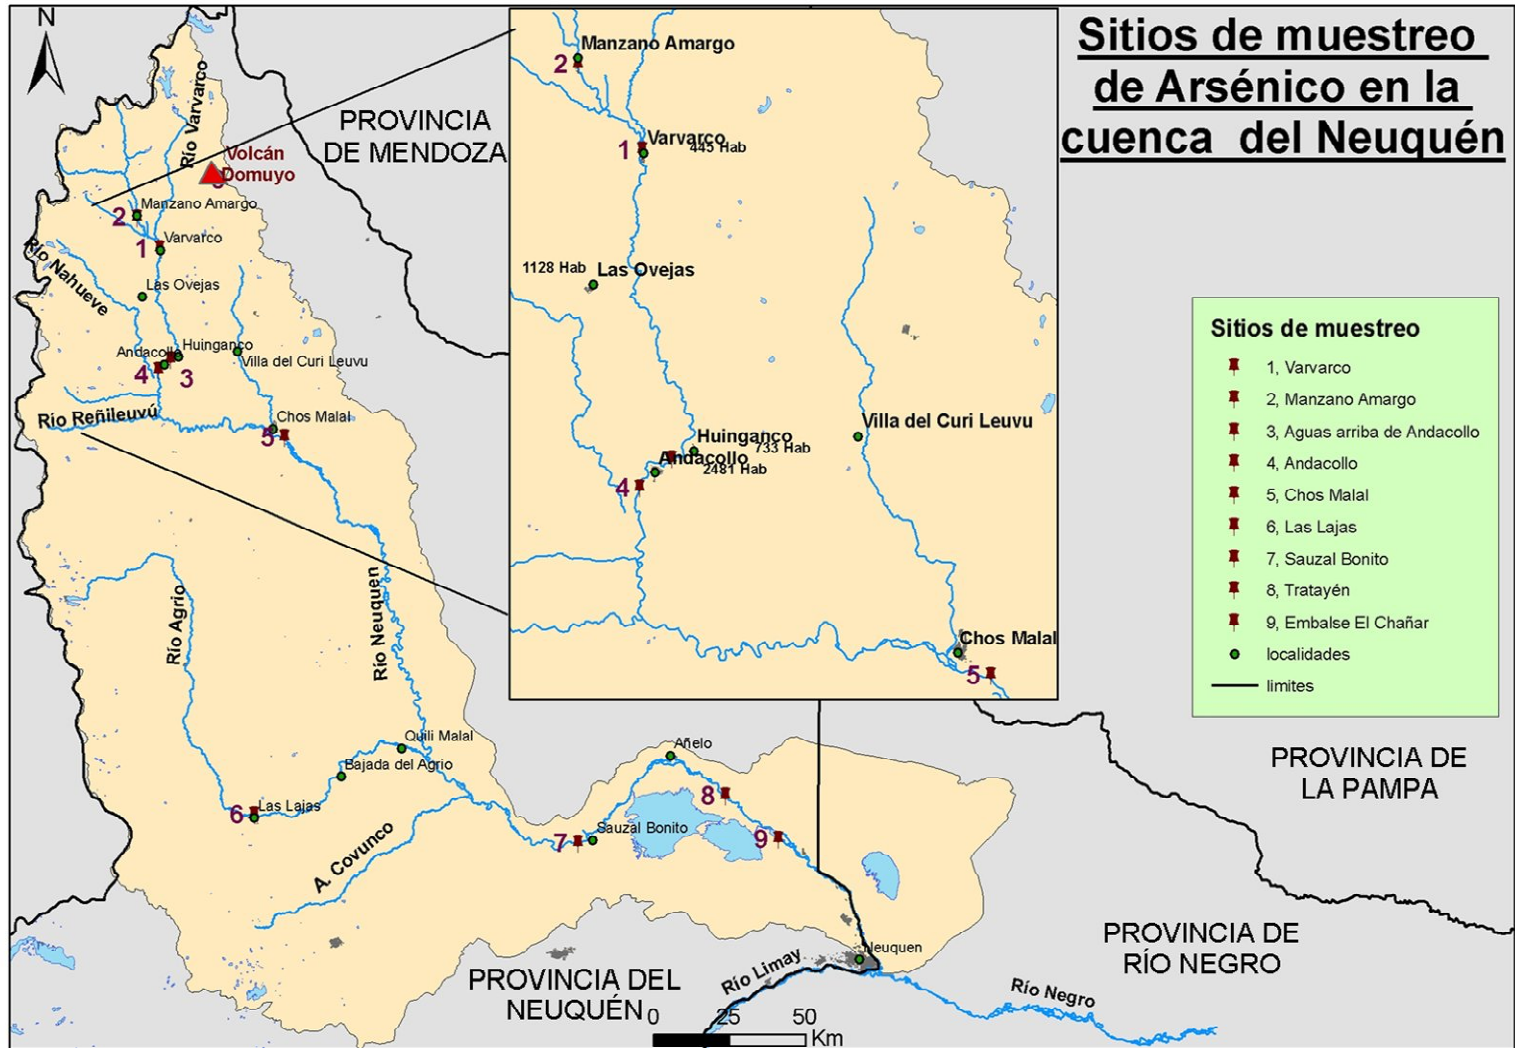 Sitios de muestreo
de Arsénico en la
cuenca del Neuquén
N
PROVINCIA
DE MENDOZA
Río Varvarco
Volcán
Domuyo
2
Manzano Amargo
1
Varvarco
Río Nahueve
Las Ovejas
Andacollo
Huinganco
4
3
Villa del Curi Leuvu
Río Reñileuvú
Chos Malal
5
Río Agrio
Río Neuquen
Quili Malal
Bajada del Agrio
6
Las Lajas
A. Covunco
7
Sauzal Bonito
Añelo
8
9
Neuquen
Río Limay
Río Negro
PROVINCIA DEL
NEUQUÉN
0 25 50
Km
PROVINCIA DE
LA PAMPA
PROVINCIA DE
RÍO NEGRO
Manzano Amargo
2
Varvarco
1
445 Hab
1128 Hab
Las Ovejas
Villa del Curi Leuvu
Huinganco
733 Hab
Andacollo
2481 Hab
4
Chos Malal
5
Sitios de muestreo
1, Varvarco
2, Manzano Amargo
3, Aguas arriba de Andacollo
4, Andacollo
5, Chos Malal
6, Las Lajas
7, Sauzal Bonito
8, Tratayén
9, Embalse El Chañar
localidades
limites